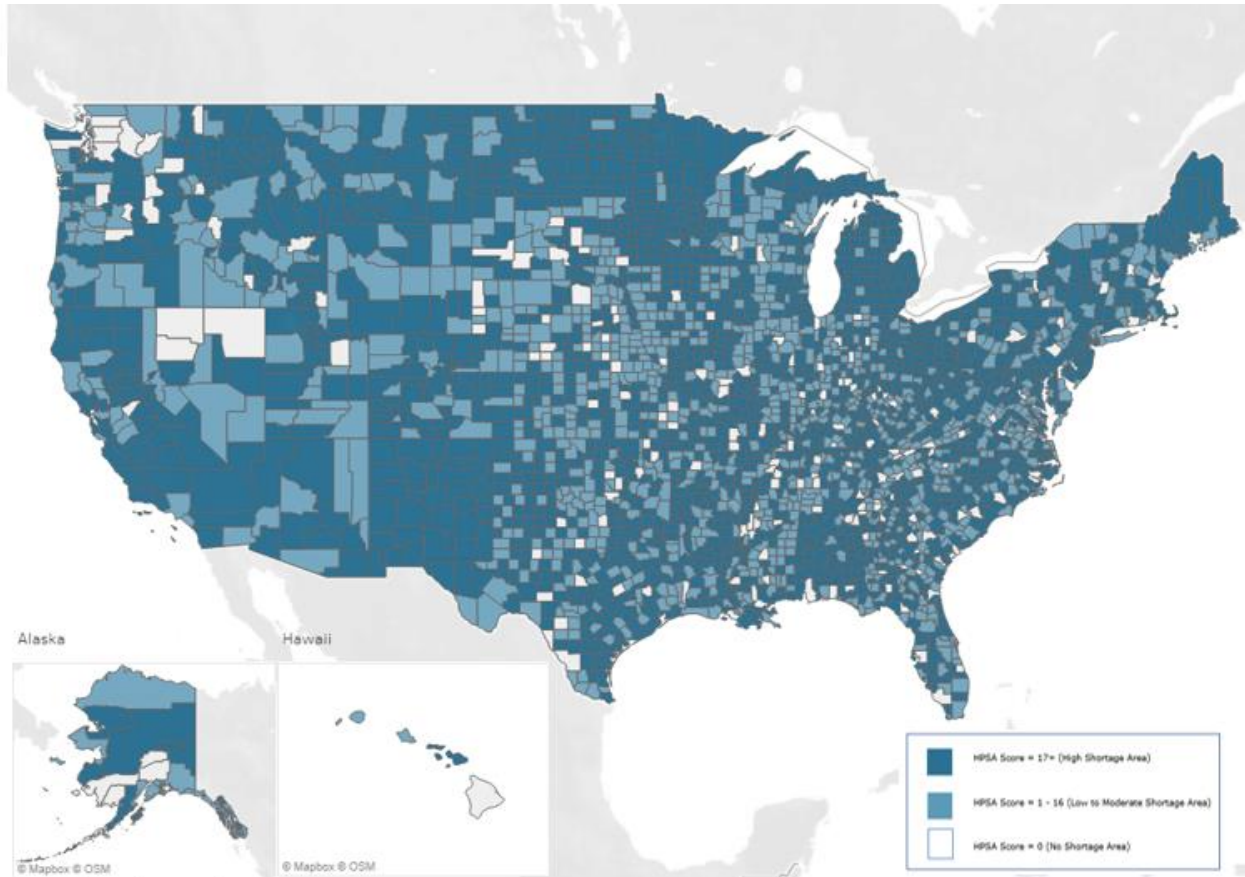 Alaska
Hawaii
© Mapbox © OSM
© Mapbox © OSM
HPSA Score = 17+ (High Shortage Area)
HPSA Score = 1 - 16 (Low to Moderate Shortage Area)
HPSA Score = 0 (No Shortage Area)